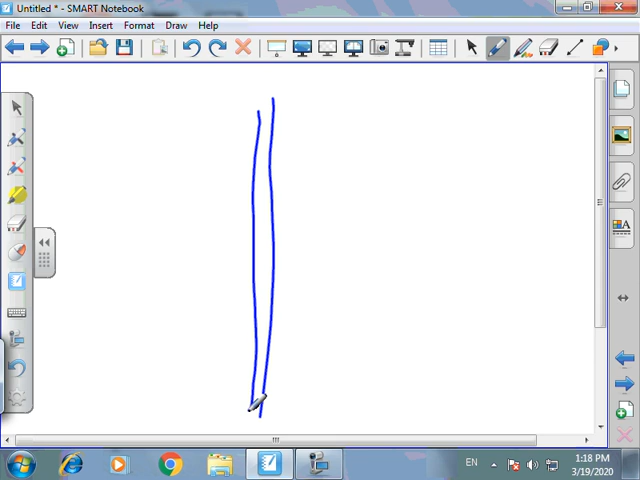 Untitled * - SMART Notebook
File Edit View Insert Format Draw Help
EN
1:18 PM
3/19/2020